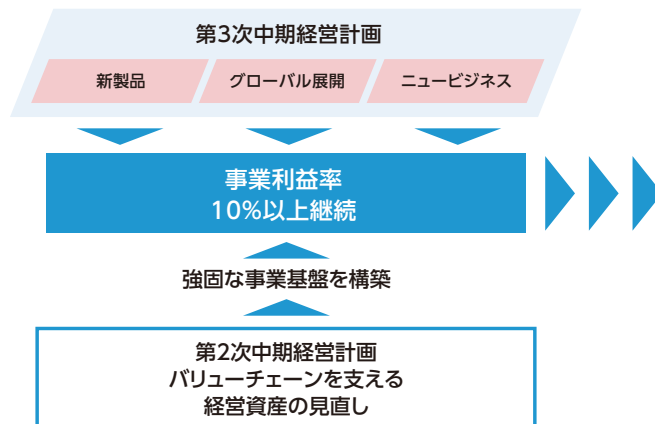 第3次中期経営計画
新製品
グローバル展開
ニュービジネス
事業利益率
10%以上継続
強固な事業基盤を構築
第2次中期経営計画
バリューチェーンを支える
経営資産の見直し